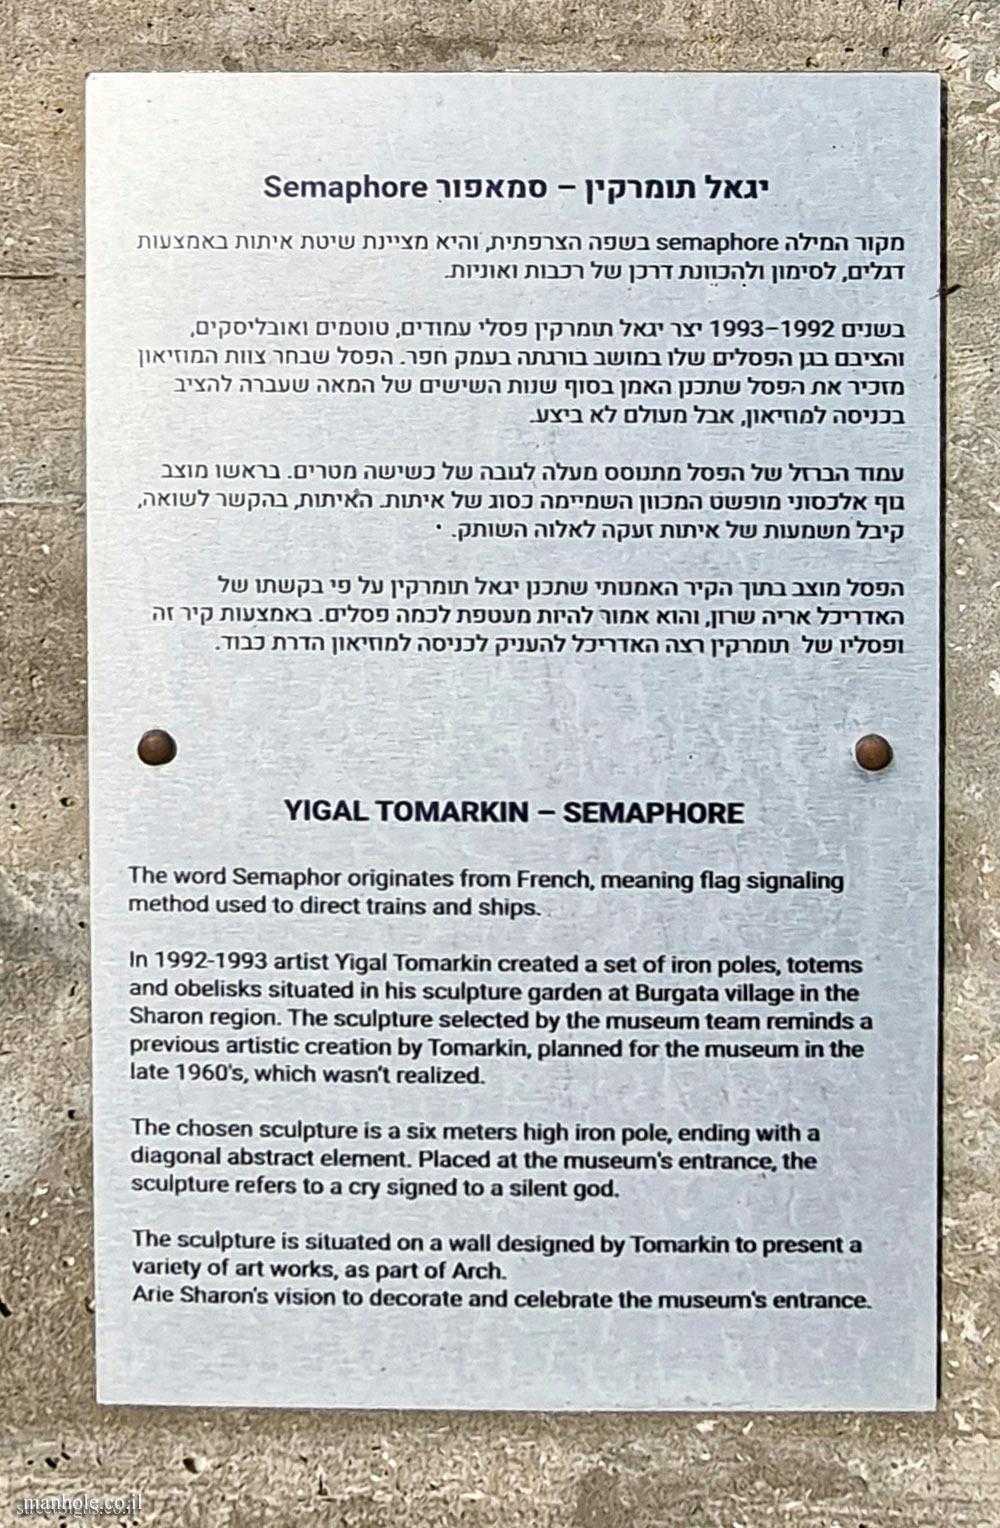 יגאל תומרקין – סמאפור Semaphore
מקור המילה semaphore בשפה הצרפתית, והיא מציינת שיטת איתות באמצעות
דגלים, לסימון ולהכוונת דרכן של רכבות ואוניות.
בשנים 1992–1993 יצר יגאל תומרקין פסלי עמודים, טוטמים ואובליסקים,
והציבם בגן הפסלים שלו במושב בורגתה בעמק חפר. הפסל שבחר צוות המוזיאון
מזכיר את הפסל שתכנן האמן בסוף שנות השישים של המאה שעברה להציב
בכניסה למוזיאון, אבל מעולם לא ביצע.
עמוד הברזל של הפסל מתנוסס מעלה לגובה של כשישה מטרים. בראשו מוצב
גוף אלכסוני מופשט המכוון השמיימה כסוג של איתות. האיתות, בהקשר לשואה,
קיבל משמעות של איתות זעקה לאלוה השותק.
הפסל מוצב בתוך הקיר האמנותי שתכנן יגאל תומרקין על פי בקשתו של
האדריכל אריה שרון, והוא אמור להיות מעטפת לכמה פסלים. באמצעות קיר זה
ופסליו של תומרקין רצה האדריכל להעניק לכניסה למוזיאון הדרת כבוד.
YIGAL TOMARKIN – SEMAPHORE
The word Semaphor originates from French, meaning flag signaling
method used to direct trains and ships.
In 1992-1993 artist Yigal Tomarkin created a set of iron poles, totems
and obelisks situated in his sculpture garden at Burgata village in the
Sharon region. The sculpture selected by the museum team reminds a
previous artistic creation by Tomarkin, planned for the museum in the
late 1960's, which wasn't realized.
The chosen sculpture is a six meters high iron pole, ending with a
diagonal abstract element. Placed at the museum's entrance, the
sculpture refers to a cry signed to a silent god.
The sculpture is situated on a wall designed by Tomarkin to present a
variety of art works, as part of Arch.
Arie Sharon's vision to decorate and celebrate the museum's entrance.
manhole.co.il
streetsigns.co.il